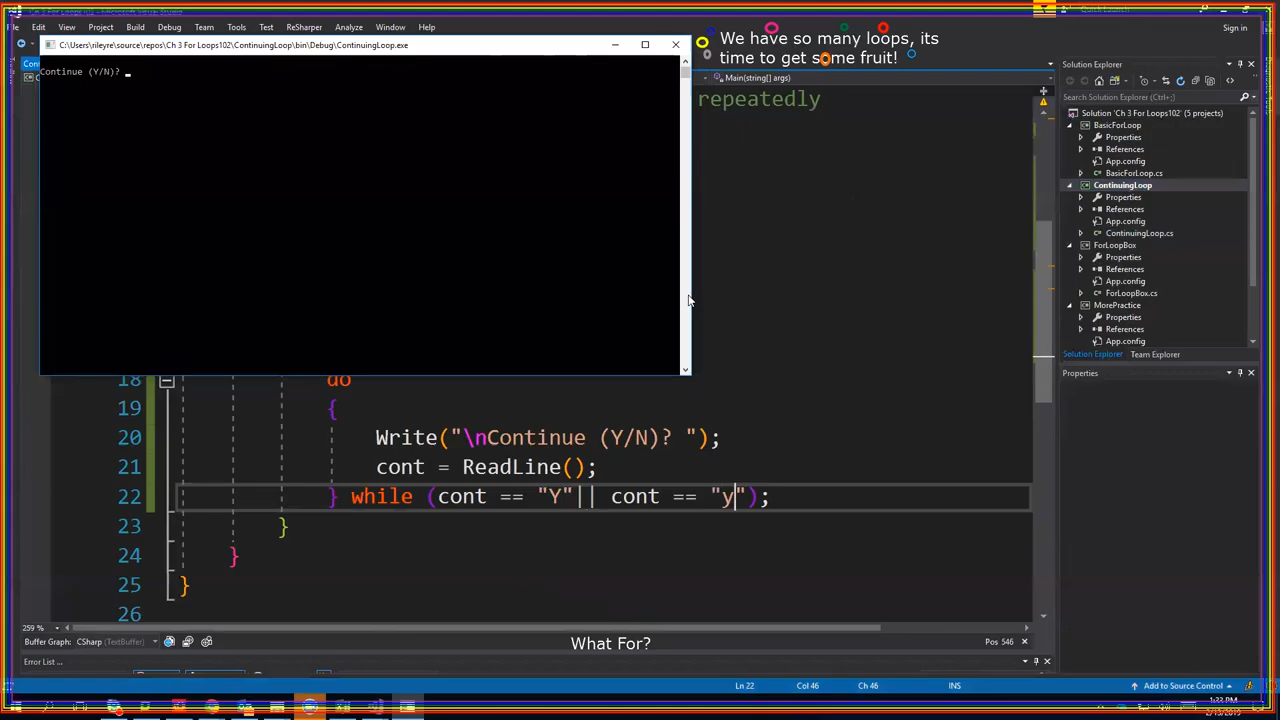 File Edit View Project Build Debug Team Tools Test ReSharper Analyze Window Help
Sign in
We have so many loops, its
time to get some fruit!
C:\Users\rileyre\source\repos\Ch 3 For Loops102\ContinuingLoop\bin\Debug\ContinuingLoop.exe
Continue (Y/N)? _
Main(string[] args)
repeatedly
Solution Explorer
Search Solution Explorer (Ctrl+;)
Solution 'Ch 3 For Loops102' (5 projects)
BasicForLoop
Properties
References
App.config
BasicForLoop.cs
ContinuingLoop
Properties
References
App.config
ContinuingLoop.cs
ForLoopBox
Properties
References
App.config
ForLoopBox.cs
MorePractice
Properties
References
App.config
Solution Explorer Team Explorer
Properties
18 do
19 {
20 Write("\nContinue (Y/N)? ");
21 cont = ReadLine();
22 } while (cont == "Y"|| cont == "y");
23 }
24 }
25 }
26
259 %
Buffer Graph: CSharp (TextBuffer) Pos 546
What For?
Error List ...
Ln 22 Col 46 Ch 46 INS Add to Source Control
1:33 PM